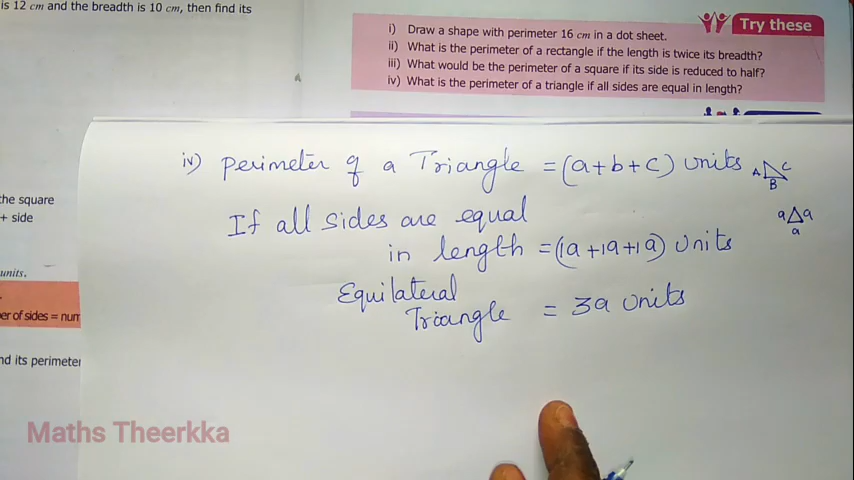 is 12 cm and the breadth is 10 cm, then find its
Try these
i) Draw a shape with perimeter 16 cm in a dot sheet.
ii) What is the perimeter of a rectangle if the length is twice its breadth?
iii) What would be the perimeter of a square if its side is reduced to half?
iv) What is the perimeter of a triangle if all sides are equal in length?
iv) Perimeter of a Triangle = (a+b+c) units
A C
B
If all sides are equal
a a
a
in length = (1a+1a+1a) units
Equilateral
Triangle = 3a units
the square
+ side
units.
er of sides = num
nd its perimeter
Maths Theerkka